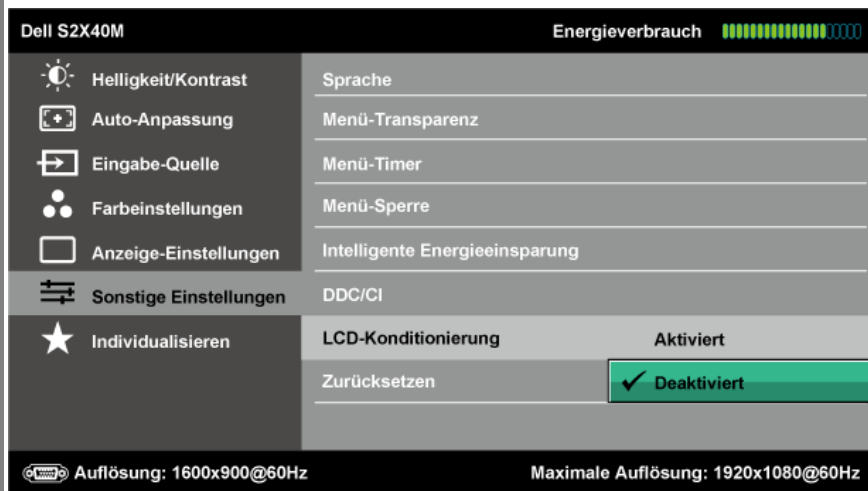 Dell S2X40M
Energieverbrauch
Helligkeit/Kontrast
Auto-Anpassung
Eingabe-Quelle
Farbeinstellungen
Anzeige-Einstellungen
Sonstige Einstellungen
Individualisieren
Sprache
Menü-Transparenz
Menü-Timer
Menü-Sperre
Intelligente Energieeinsparung
DDC/CI
LCD-Konditionierung
Aktiviert
Zurücksetzen
Deaktiviert
Auflösung: 1600x900@60Hz
Maximale Auflösung: 1920x1080@60Hz